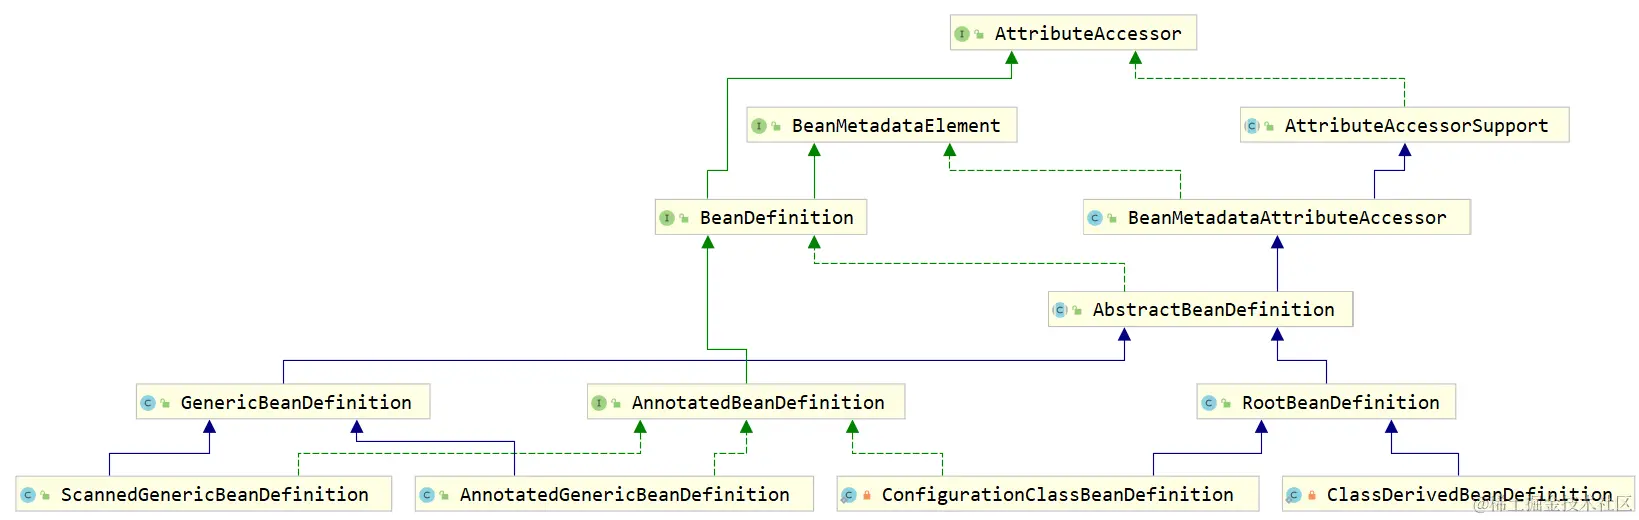 AttributeAccessor
BeanMetadataElement
AttributeAccessorSupport
BeanDefinition
BeanMetadataAttributeAccessor
AbstractBeanDefinition
GenericBeanDefinition
AnnotatedBeanDefinition
RootBeanDefinition
ScannedGenericBeanDefinition
AnnotatedGenericBeanDefinition
ConfigurationClassBeanDefinition
ClassDerivedBeanDefinition
@稀土掘金技术社区